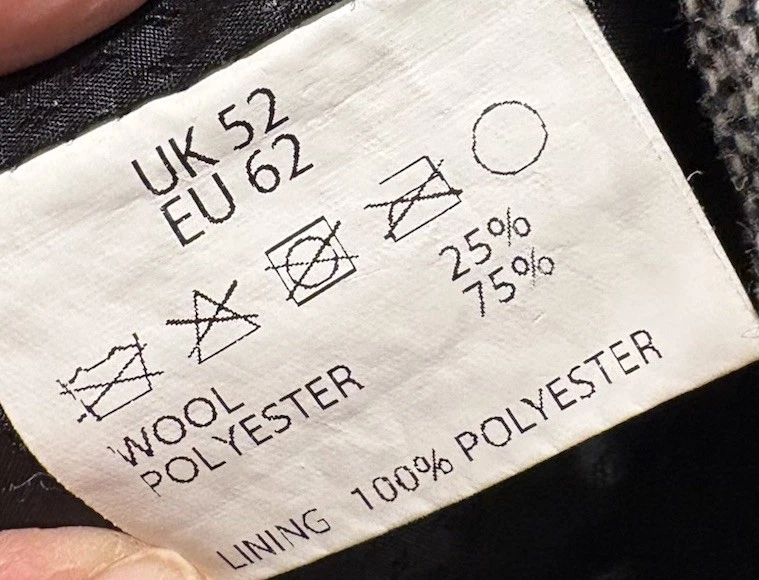 UK 52
EU 62
WOOL 25%
POLYESTER 75%
LINING 100% POLYESTER